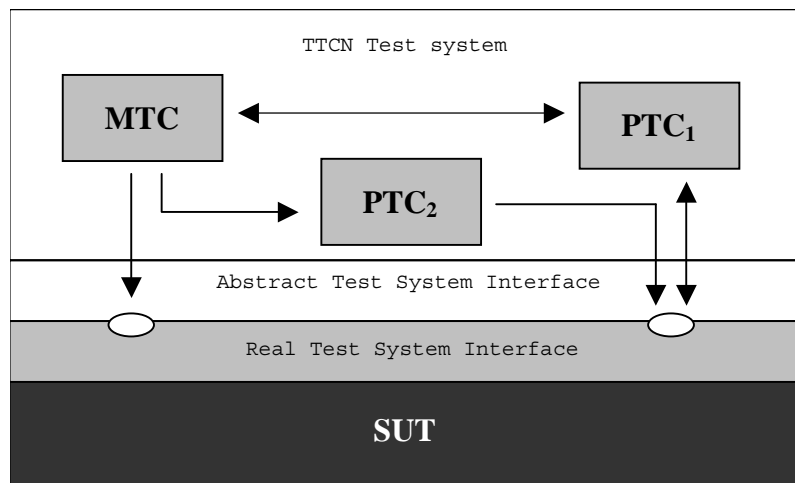 TTCN Test system
MTC
PTC₁
PTC₂
Abstract Test System Interface
Real Test System Interface
SUT